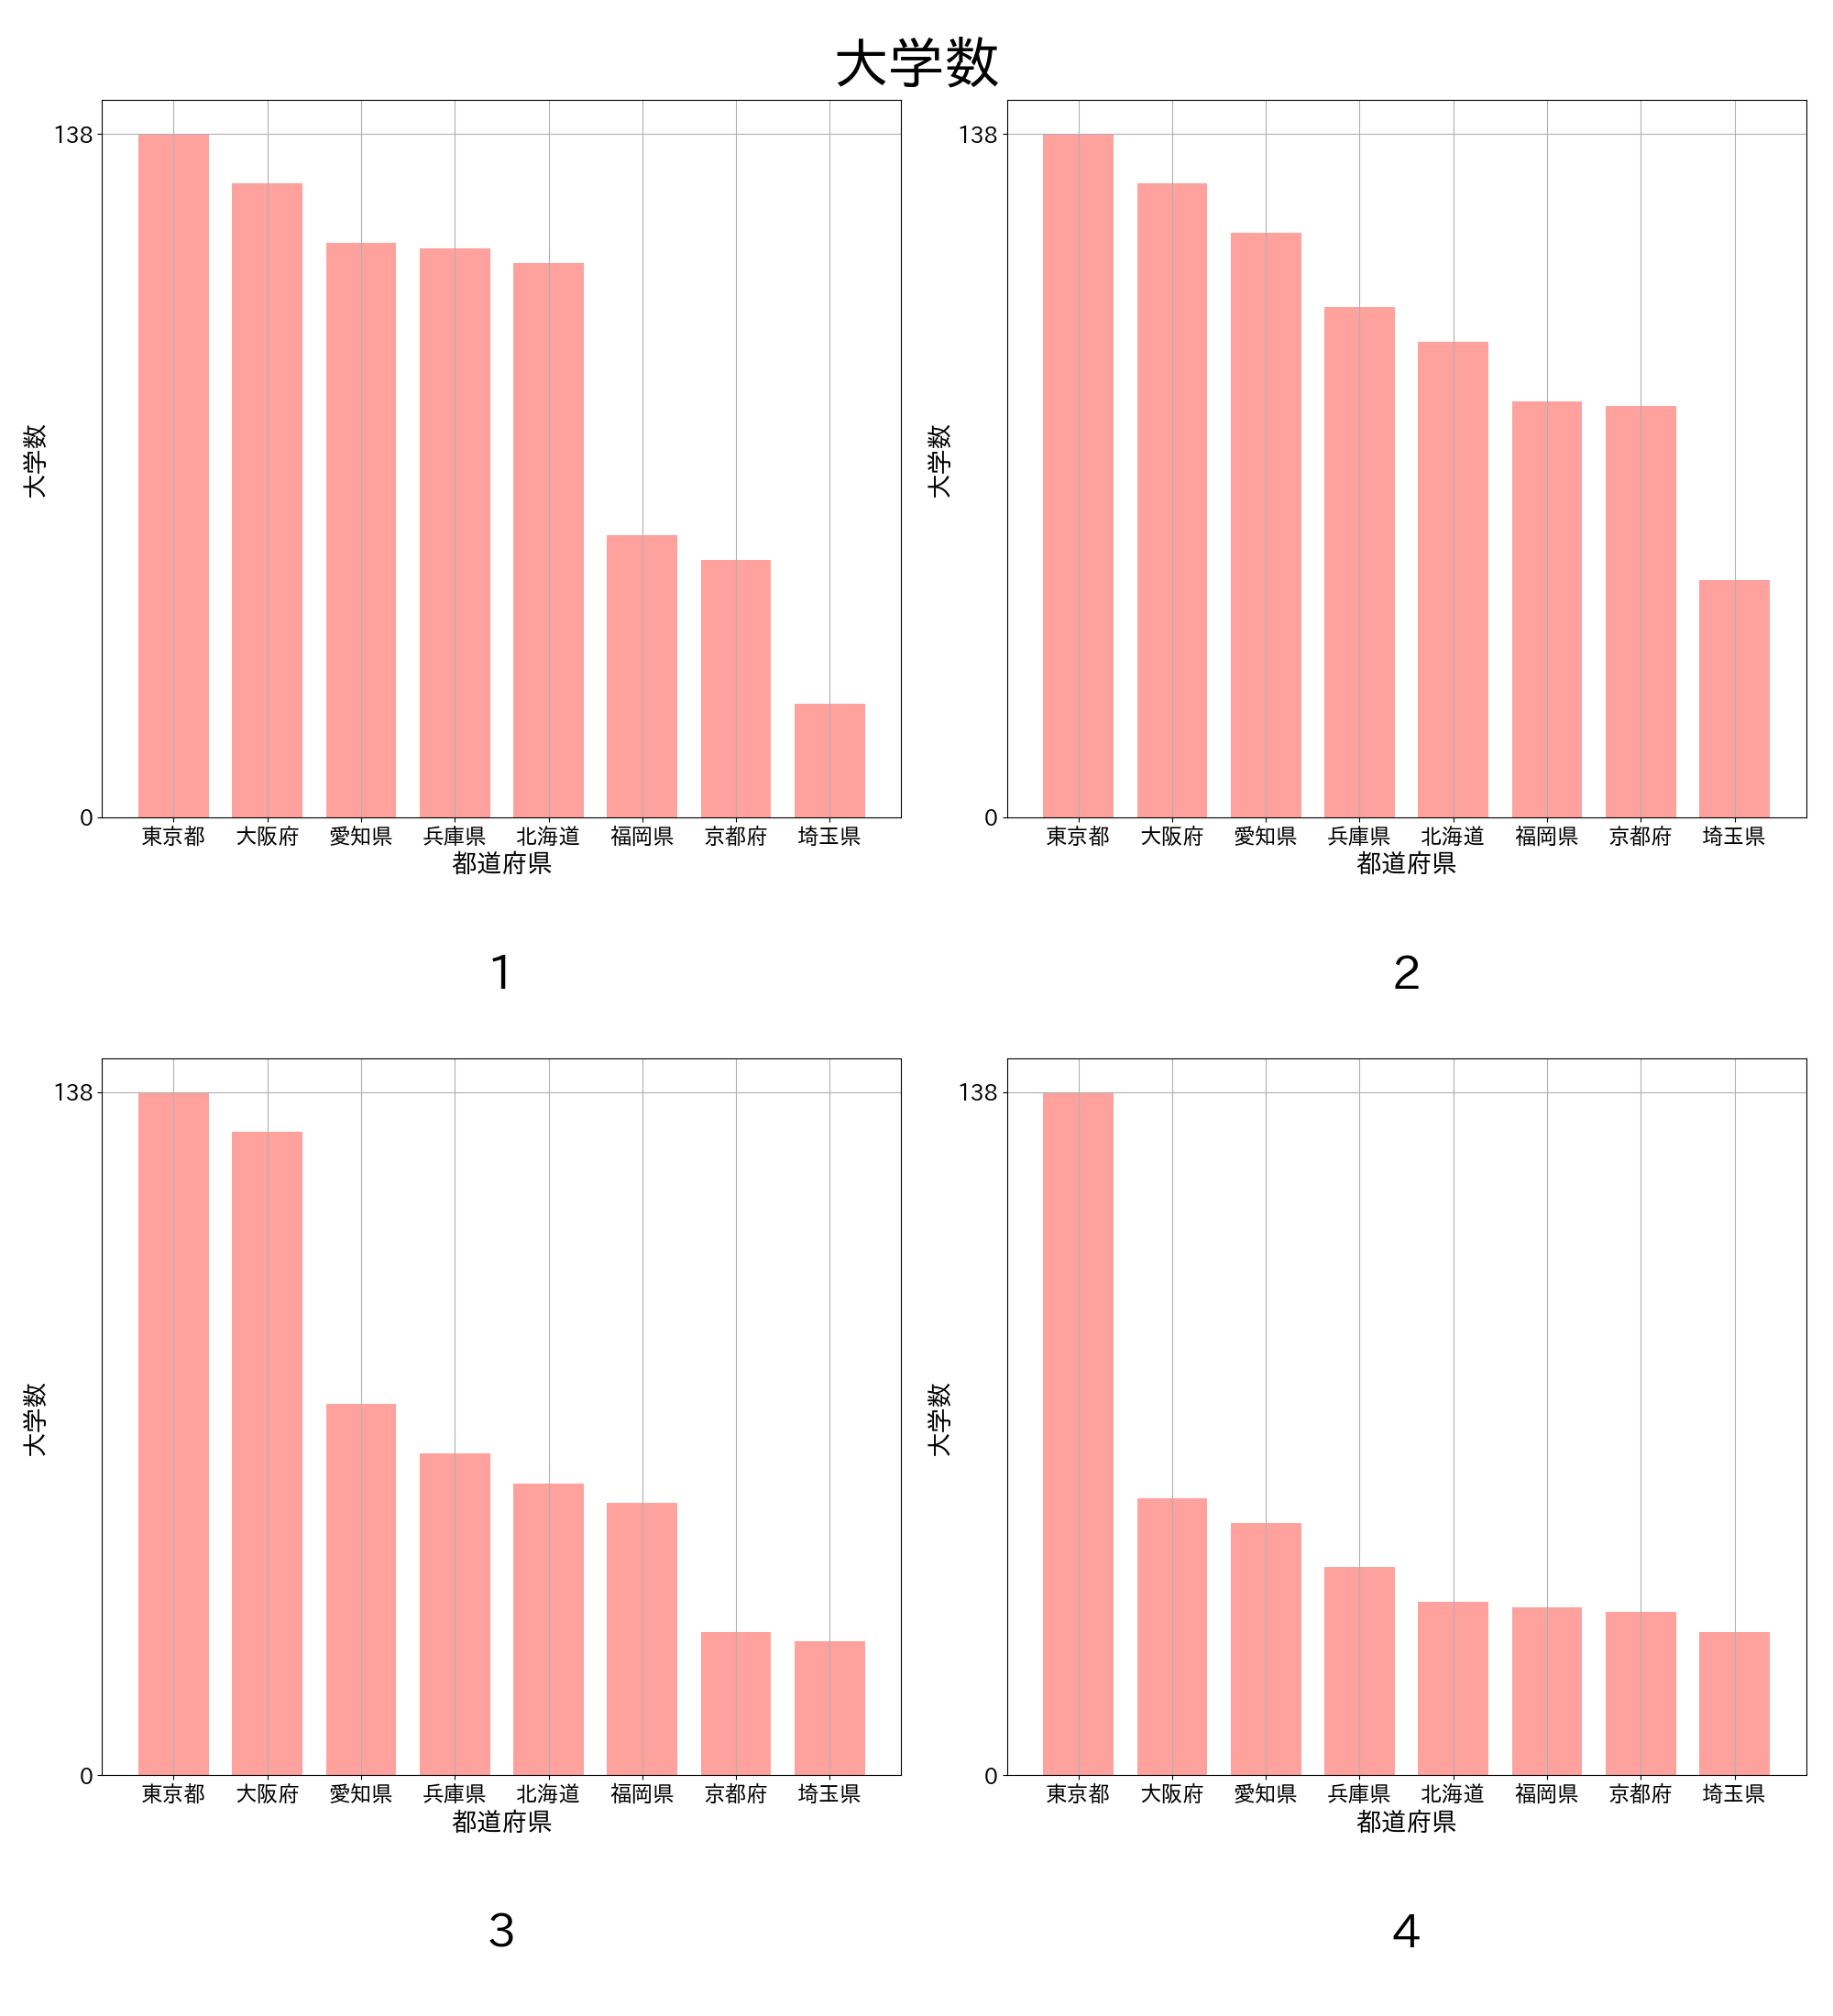 大学数
138
0
大学数
東京都 大阪府 愛知県 兵庫県 北海道 福岡県 京都府 埼玉県
都道府県
1
138
0
大学数
東京都 大阪府 愛知県 兵庫県 北海道 福岡県 京都府 埼玉県
都道府県
2
138
0
大学数
東京都 大阪府 愛知県 兵庫県 北海道 福岡県 京都府 埼玉県
都道府県
3
138
0
大学数
東京都 大阪府 愛知県 兵庫県 北海道 福岡県 京都府 埼玉県
都道府県
4